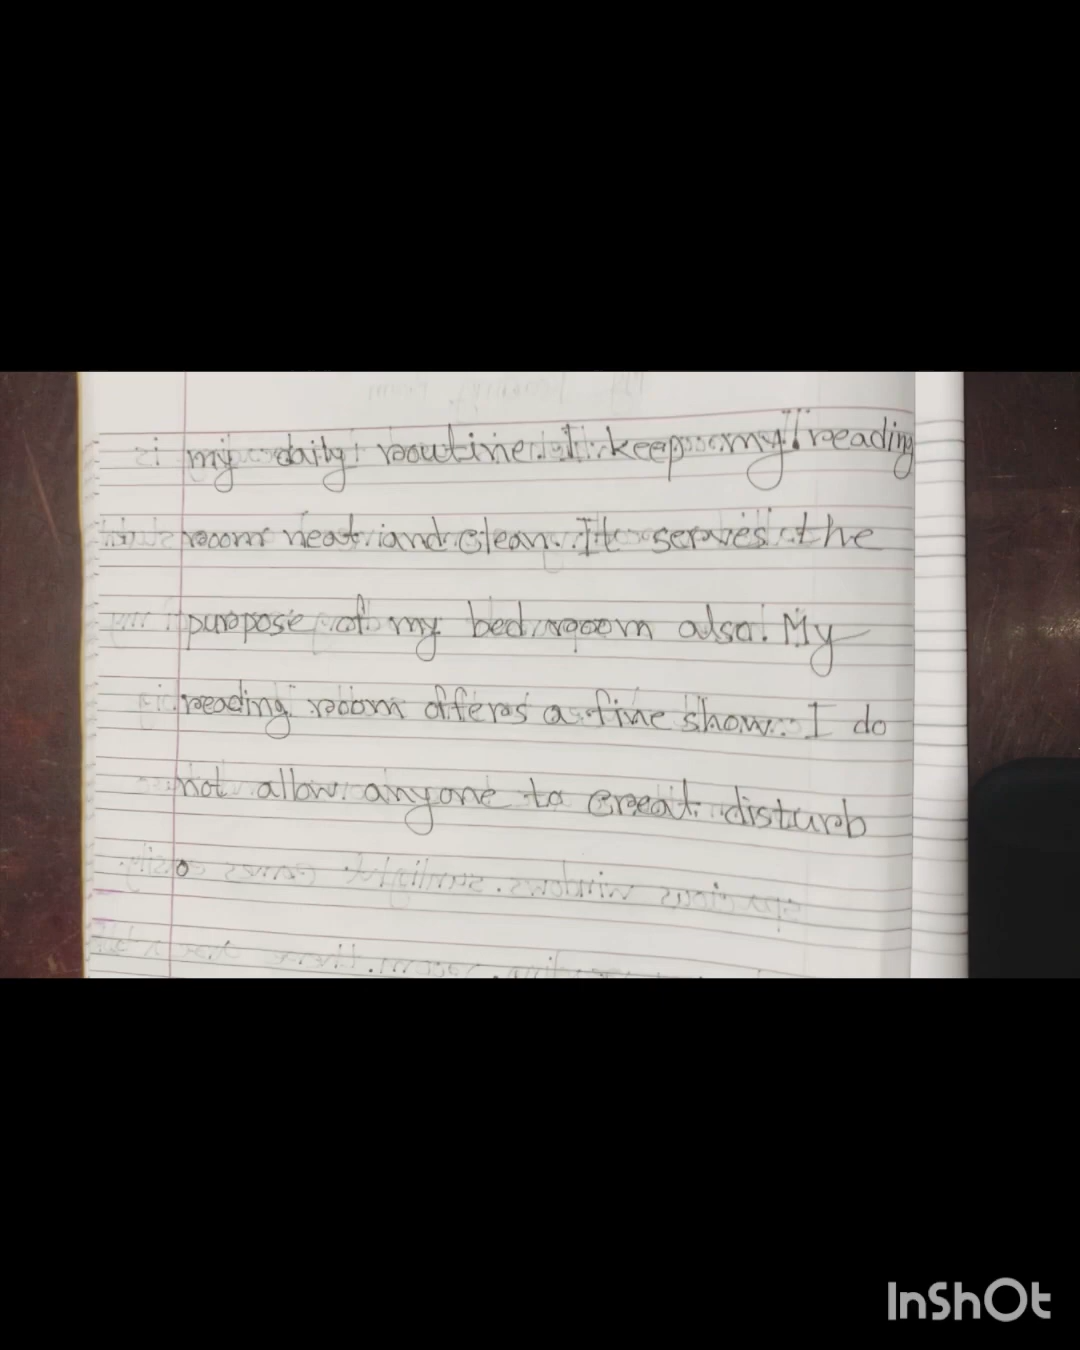 my daily routine. I keep my reading
room neat and clean. It serves the
purpose of my bed room also. My
reading room offers a fine show. I do
not allow anyone to creat disturb
InShOt